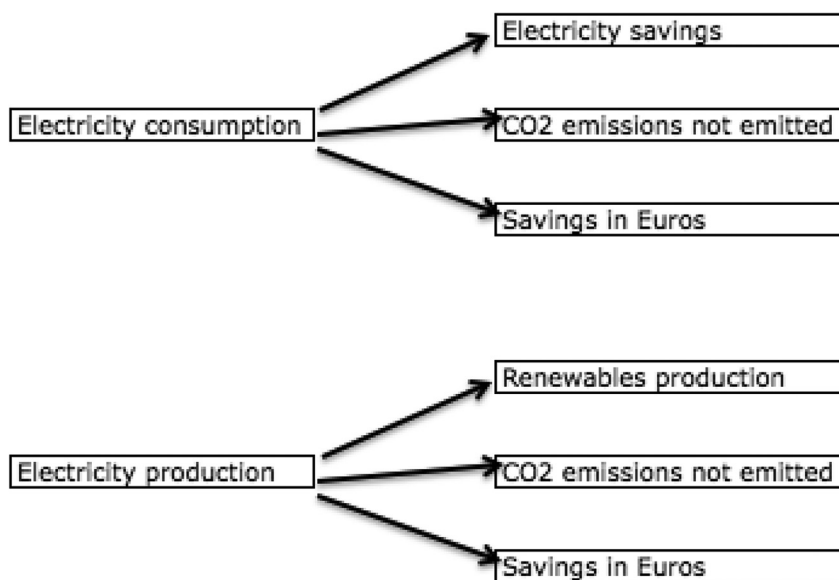 Electricity savings
Electricity consumption
CO2 emissions not emitted
Savings in Euros
Renewables production
Electricity production
CO2 emissions not emitted
Savings in Euros